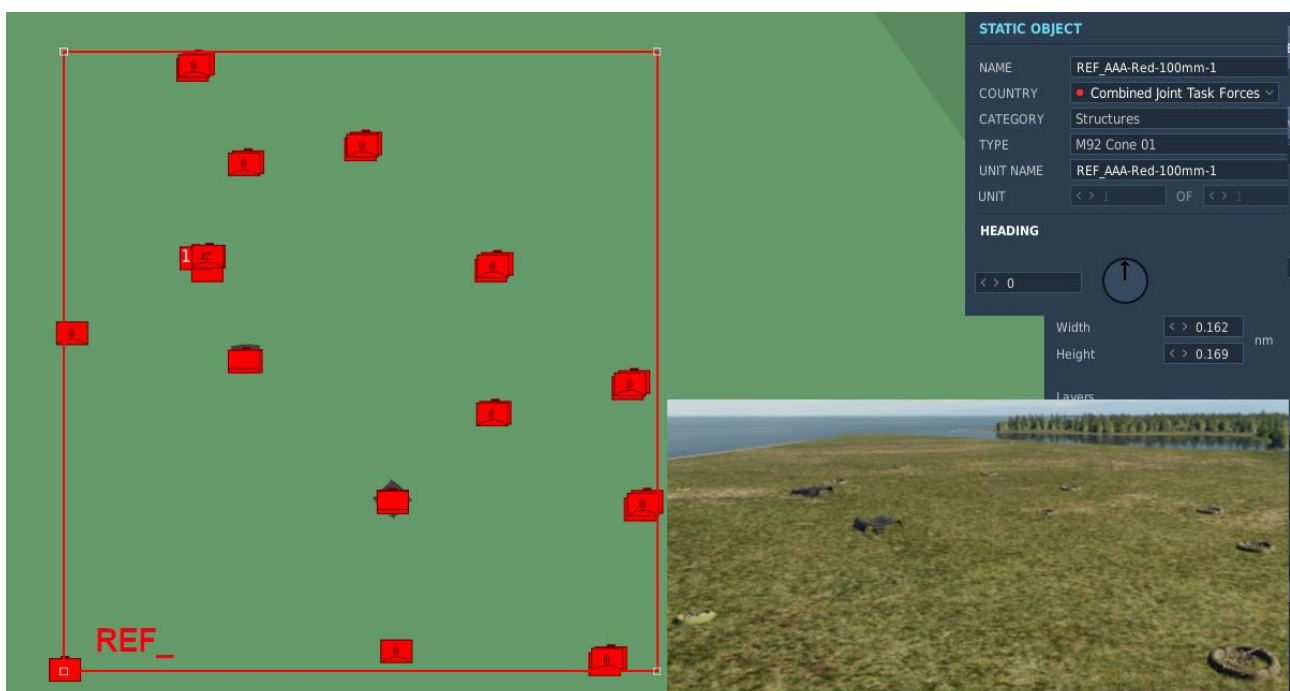 1
REF_
STATIC OBJECT
NAME REF_AAA-Red-100mm-1
COUNTRY Combined Joint Task Forces
CATEGORY Structures
TYPE M92 Cone 01
UNIT NAME REF_AAA-Red-100mm-1
UNIT < > 1 OF < > 1
HEADING
< > 0
Width < > 0.162
nm
Height < > 0.169
Layers